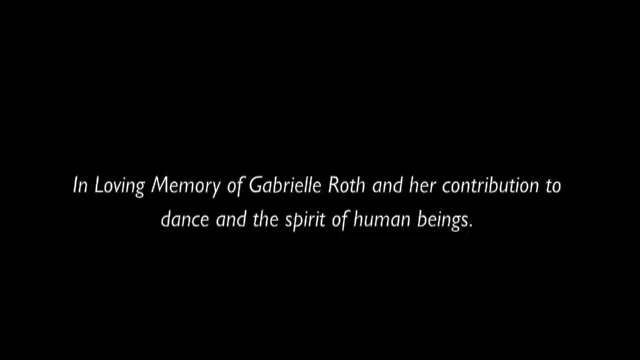 In Loving Memory of Gabrielle Roth and her contribution to
dance and the spirit of human beings.